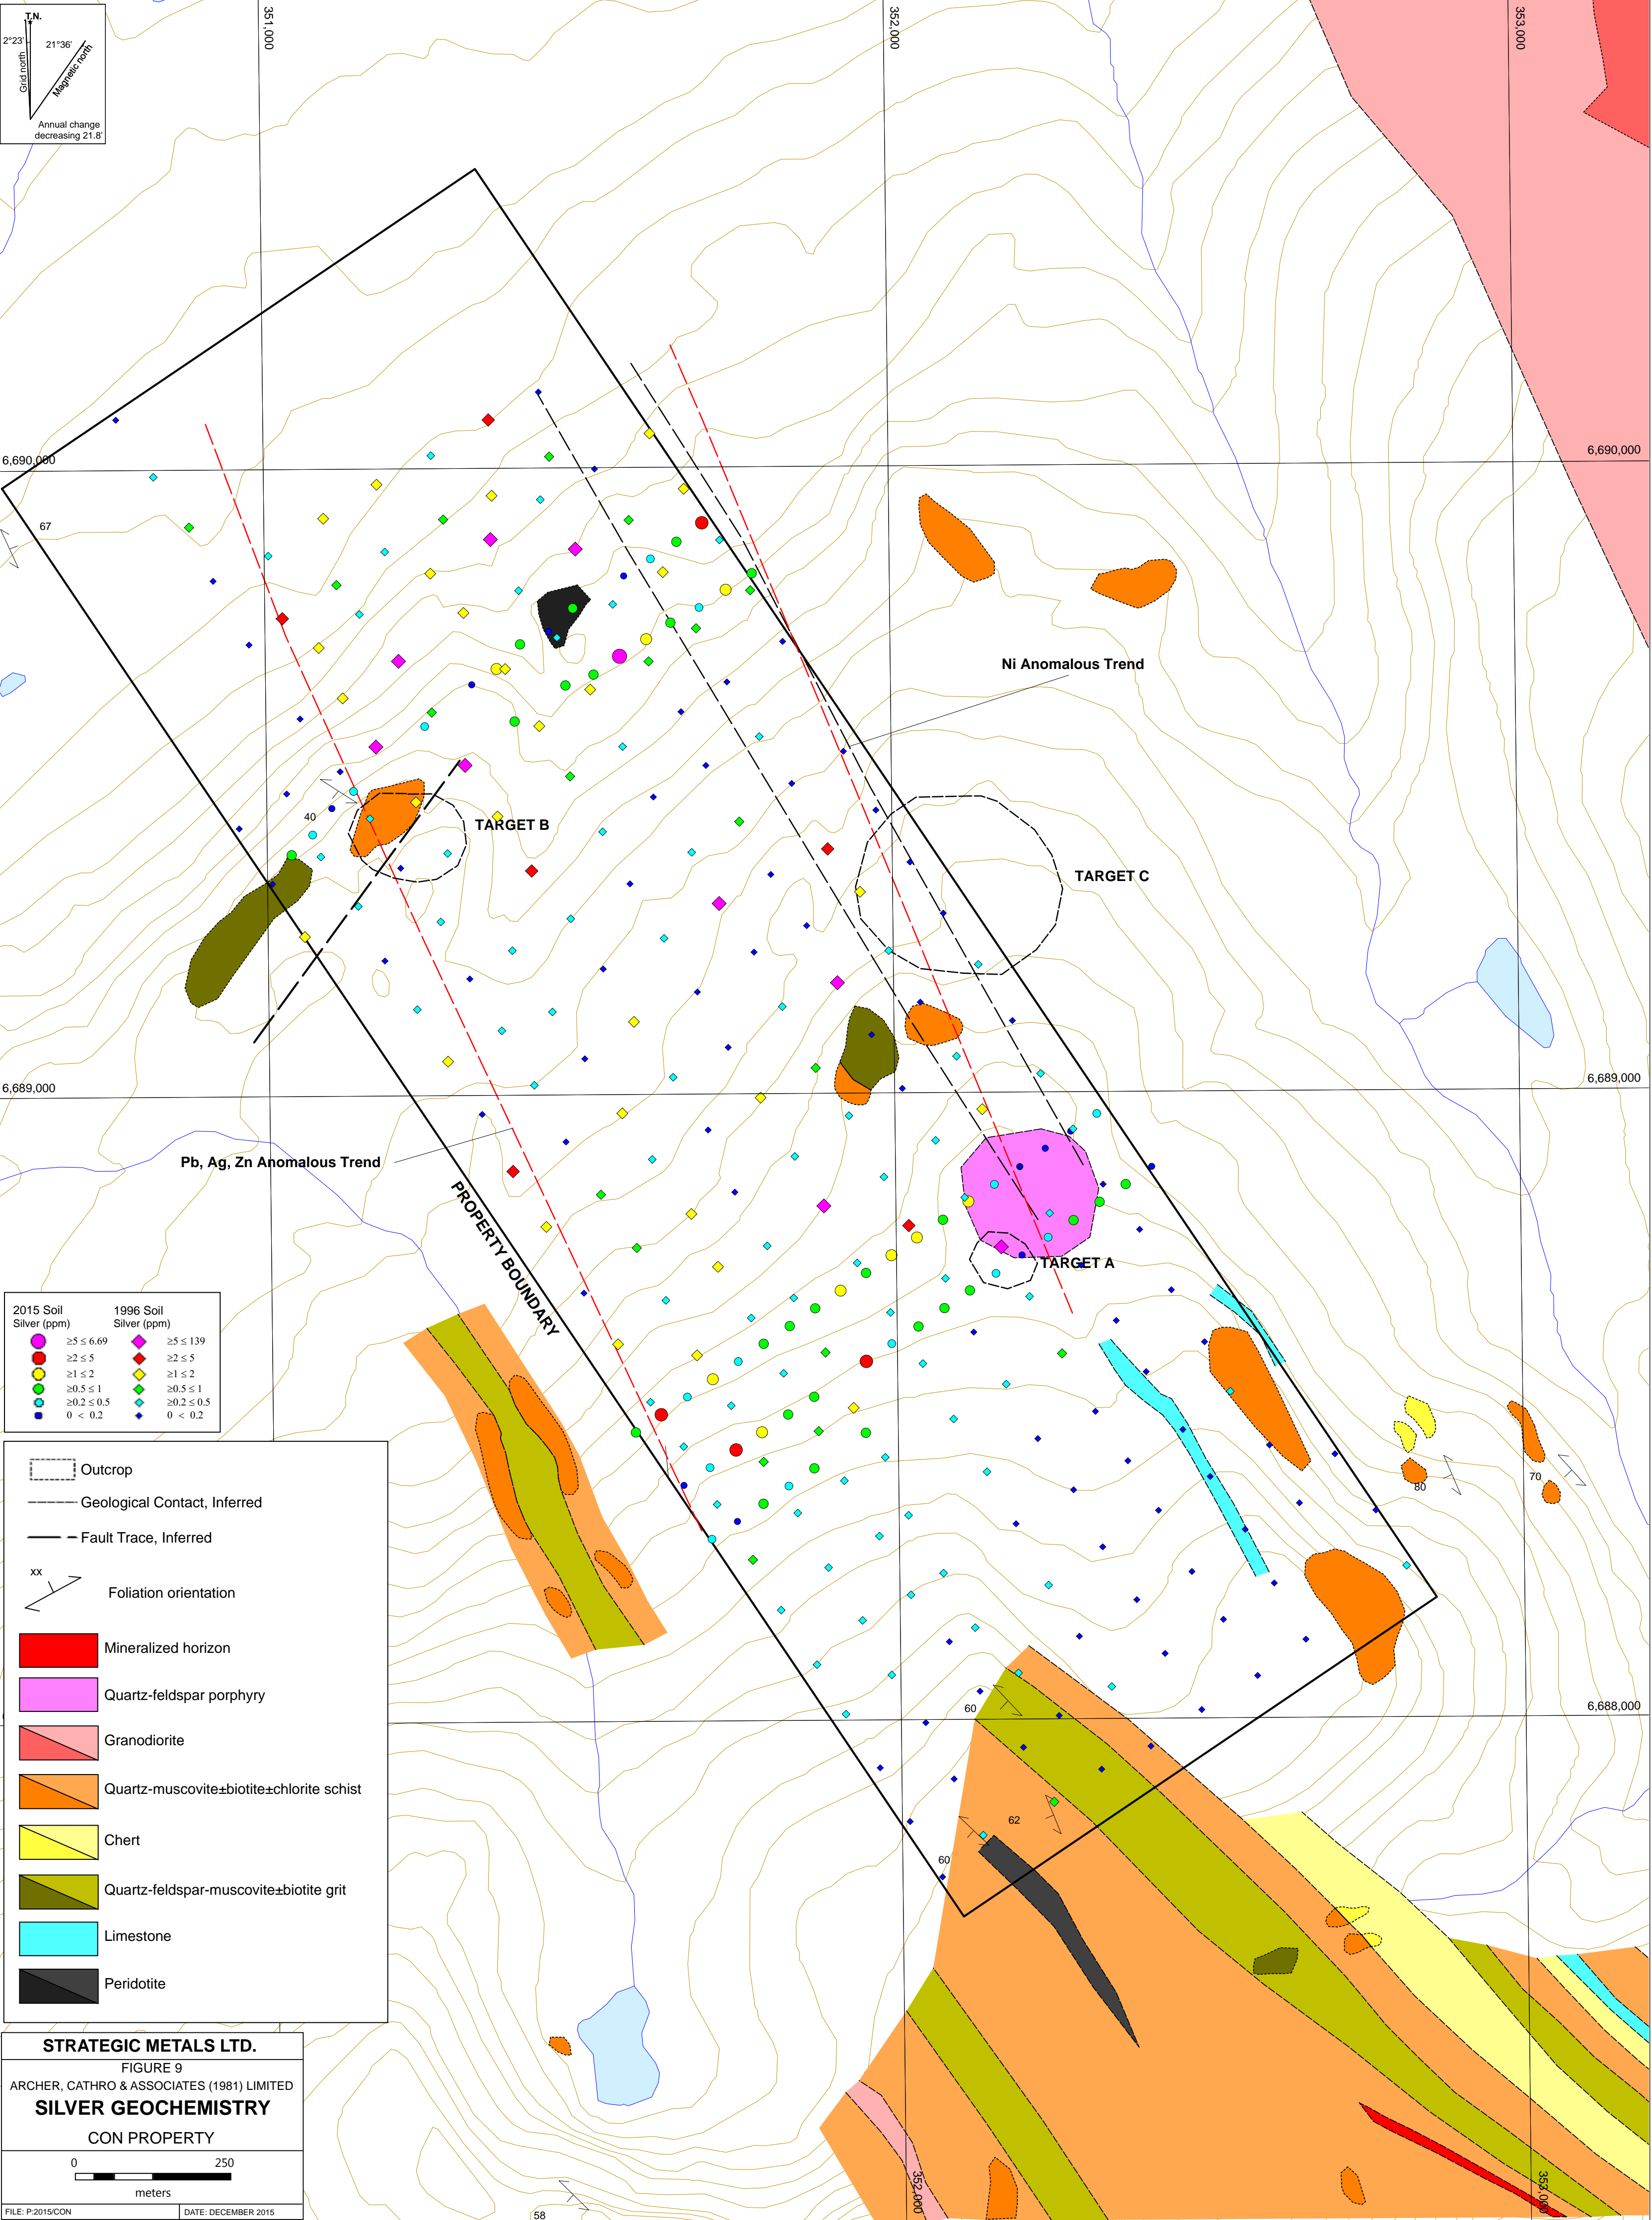 T.N.
2°23'
21°36'
Grid north
Magnetic north
Annual change
decreasing 21.8'
351,000
352,000
353,000
6,690,000
6,690,000
67
Ni Anomalous Trend
40
TARGET B
TARGET C
6,689,000
6,689,000
Pb, Ag, Zn Anomalous Trend
PROPERTY BOUNDARY
TARGET A
80
70
60
6,688,000
62
60
58
352,000
353,000
2015 Soil
Silver (ppm)
1996 Soil
Silver (ppm)
≥5 ≤ 6.69
≥5 ≤ 139
≥2 ≤ 5
≥2 ≤ 5
≥1 ≤ 2
≥1 ≤ 2
≥0.5 ≤ 1
≥0.5 ≤ 1
≥0.2 ≤ 0.5
≥0.2 ≤ 0.5
0 < 0.2
0 < 0.2
Outcrop
Geological Contact, Inferred
Fault Trace, Inferred
xx
Foliation orientation
Mineralized horizon
Quartz-feldspar porphyry
Granodiorite
Quartz-muscovite±biotite±chlorite schist
Chert
Quartz-feldspar-muscovite±biotite grit
Limestone
Peridotite
STRATEGIC METALS LTD.
FIGURE 9
ARCHER, CATHRO & ASSOCIATES (1981) LIMITED
SILVER GEOCHEMISTRY
CON PROPERTY
0 250
meters
FILE: P:2015/CON
DATE: DECEMBER 2015